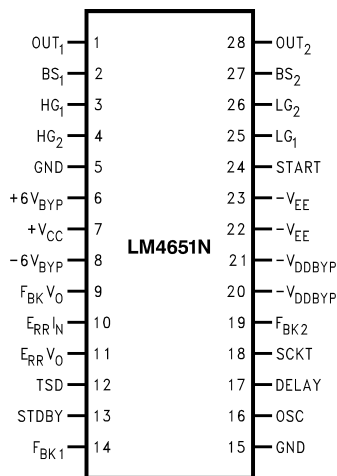 OUT1 1 28 OUT2
BS1 2 27 BS2
HG1 3 26 LG2
HG2 4 25 LG1
GND 5 24 START
+6VBYP 6 23 -VEE
+VCC 7 22 -VEE
LM4651N
-6VBYP 8 21 -VDDBYP
FBKVO 9 20 -VDDBYP
ERRIN 10 19 FBK2
ERRVO 11 18 SCKT
TSD 12 17 DELAY
STDBY 13 16 OSC
FBK1 14 15 GND